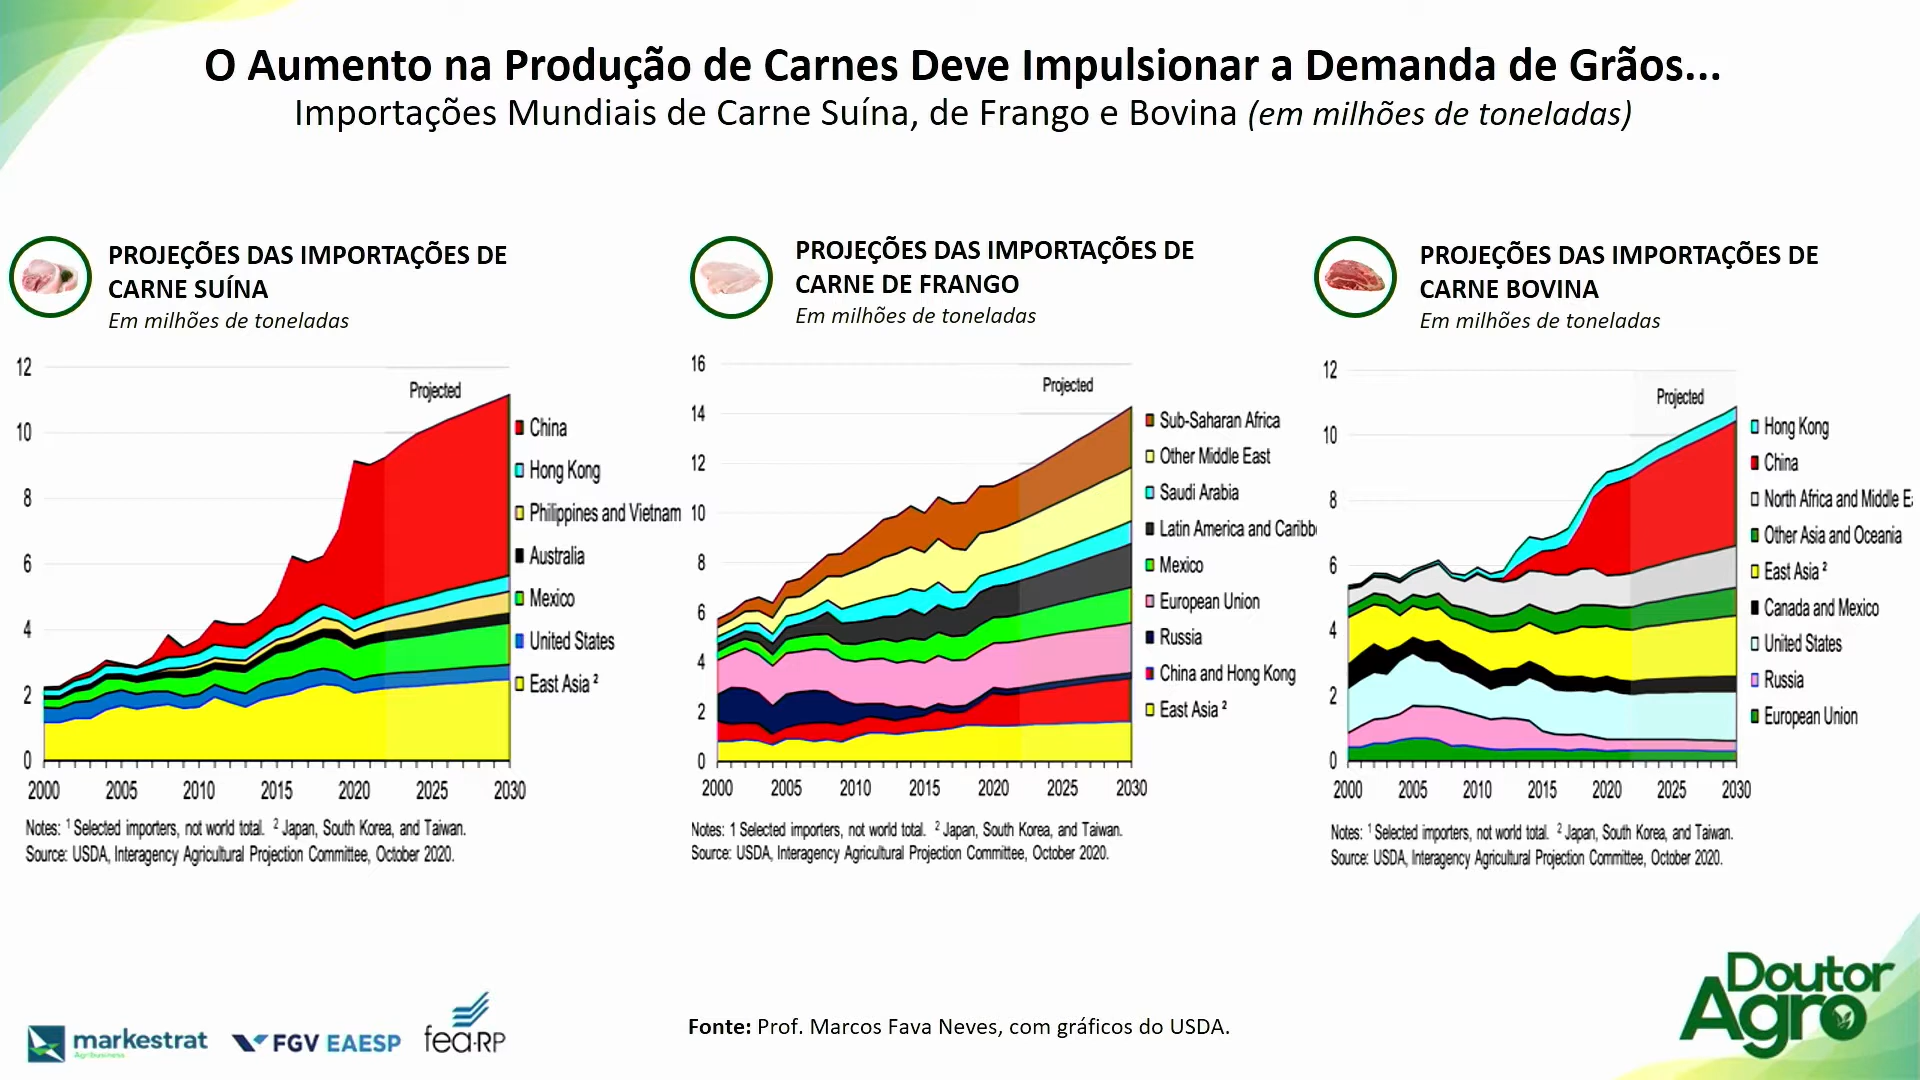 O Aumento na Produção de Carnes Deve Impulsionar a Demanda de Grãos...
Importações Mundiais de Carne Suína, de Frango e Bovina (em milhões de toneladas)
PROJEÇÕES DAS IMPORTAÇÕES DE
CARNE SUÍNA
Em milhões de toneladas
12
10
8
6
4
2
0
Projected
China
Hong Kong
Philippines and Vietnam
Australia
Mexico
United States
East Asia ²
2000 2005 2010 2015 2020 2025 2030
Notes: ¹ Selected importers, not world total. ² Japan, South Korea, and Taiwan.
Source: USDA, Interagency Agricultural Projection Committee, October 2020.
PROJEÇÕES DAS IMPORTAÇÕES DE
CARNE DE FRANGO
Em milhões de toneladas
16
14
12
10
8
6
4
2
0
Projected
Sub-Saharan Africa
Other Middle East
Saudi Arabia
Latin America and Caribb
Mexico
European Union
Russia
China and Hong Kong
East Asia ²
2000 2005 2010 2015 2020 2025 2030
Notes: 1 Selected importers, not world total. ² Japan, South Korea, and Taiwan.
Source: USDA, Interagency Agricultural Projection Committee, October 2020.
PROJEÇÕES DAS IMPORTAÇÕES DE
CARNE BOVINA
Em milhões de toneladas
12
10
8
6
4
2
0
Projected
Hong Kong
China
North Africa and Middle E
Other Asia and Oceania
East Asia ²
Canada and Mexico
United States
Russia
European Union
2000 2005 2010 2015 2020 2025 2030
Notes: ¹ Selected importers, not world total. ² Japan, South Korea, and Taiwan.
Source: USDA, Interagency Agricultural Projection Committee, October 2020.
markestrat
Agribusiness
FGV EAESP
fea-RP
Fonte: Prof. Marcos Fava Neves, com gráficos do USDA.
Doutor
Agro